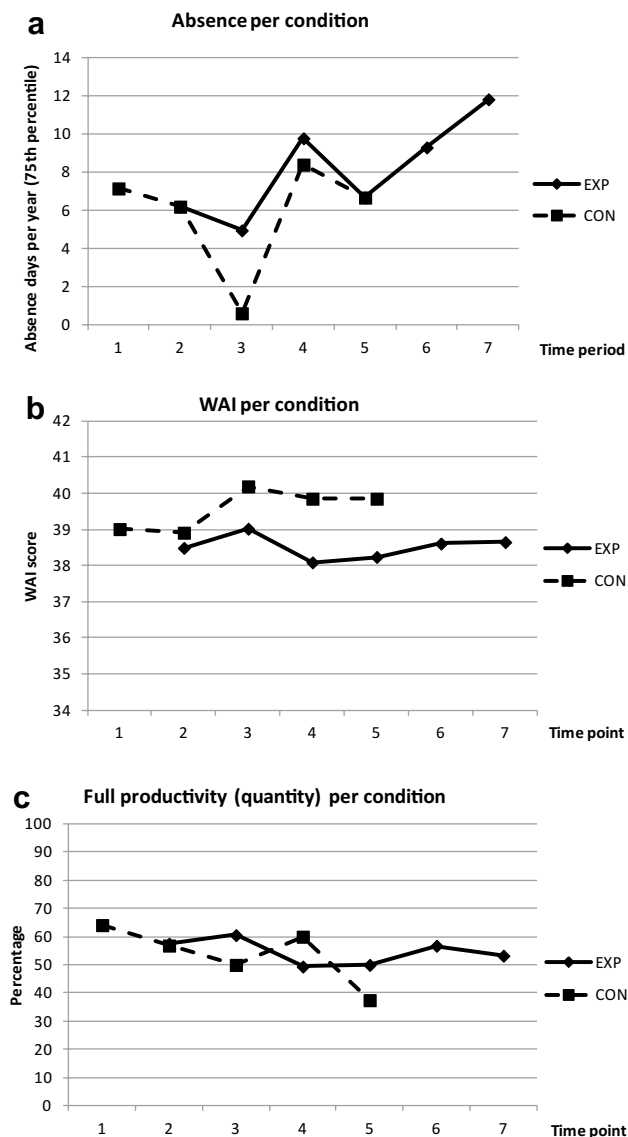 a
Absence per condition
Absence days per year (75th percentile)
14
12
10
8
6
4
2
0
1 2 3 4 5 6 7
Time period
EXP
CON
b
WAI per condition
WAI score
42
41
40
39
38
37
36
35
34
1 2 3 4 5 6 7
Time point
EXP
CON
c
Full productivity (quantity) per condition
Percentage
100
90
80
70
60
50
40
30
20
10
0
1 2 3 4 5 6 7
Time point
EXP
CON